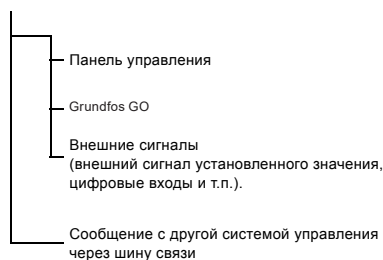 Панель управления
Grundfos GO
Внешние сигналы
(внешний сигнал установленного значения,
цифровые входы и т.п.).
Сообщение с другой системой управления
через шину связи